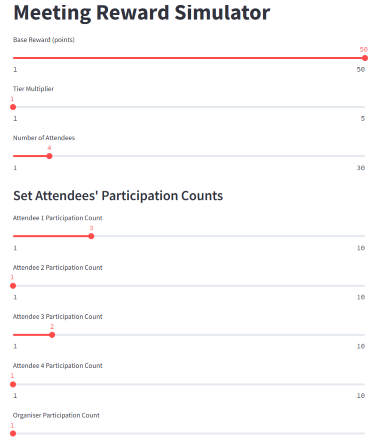 Meeting Reward Simulator
Base Reward (points)
50
1 50
Tier Multiplier
1
1 5
Number of Attendees
4
1 30
Set Attendees' Participation Counts
Attendee 1 Participation Count
3
1 10
Attendee 2 Participation Count
1
1 10
Attendee 3 Participation Count
2
1 10
Attendee 4 Participation Count
1
1 10
Organiser Participation Count
1